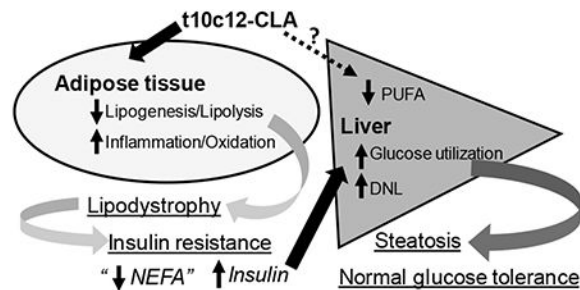 t10c12-CLA
?
Adipose tissue
↓ Lipogenesis/Lipolysis
↑ Inflammation/Oxidation
↓ PUFA
Liver
↑ Glucose utilization
↑ DNL
Lipodystrophy
Insulin resistance
“↓ NEFA” ↑ Insulin
Steatosis
Normal glucose tolerance